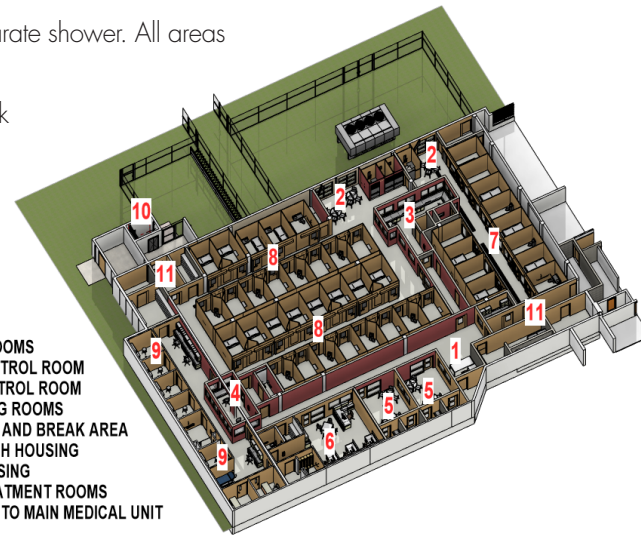 arate shower. All areas
k
2
2
10
3
7
8
11
8
11
1
9
4
5
5
6
9
OOMS
TROL ROOM
TROL ROOM
G ROOMS
AND BREAK AREA
H HOUSING
SING
ATMENT ROOMS
TO MAIN MEDICAL UNIT